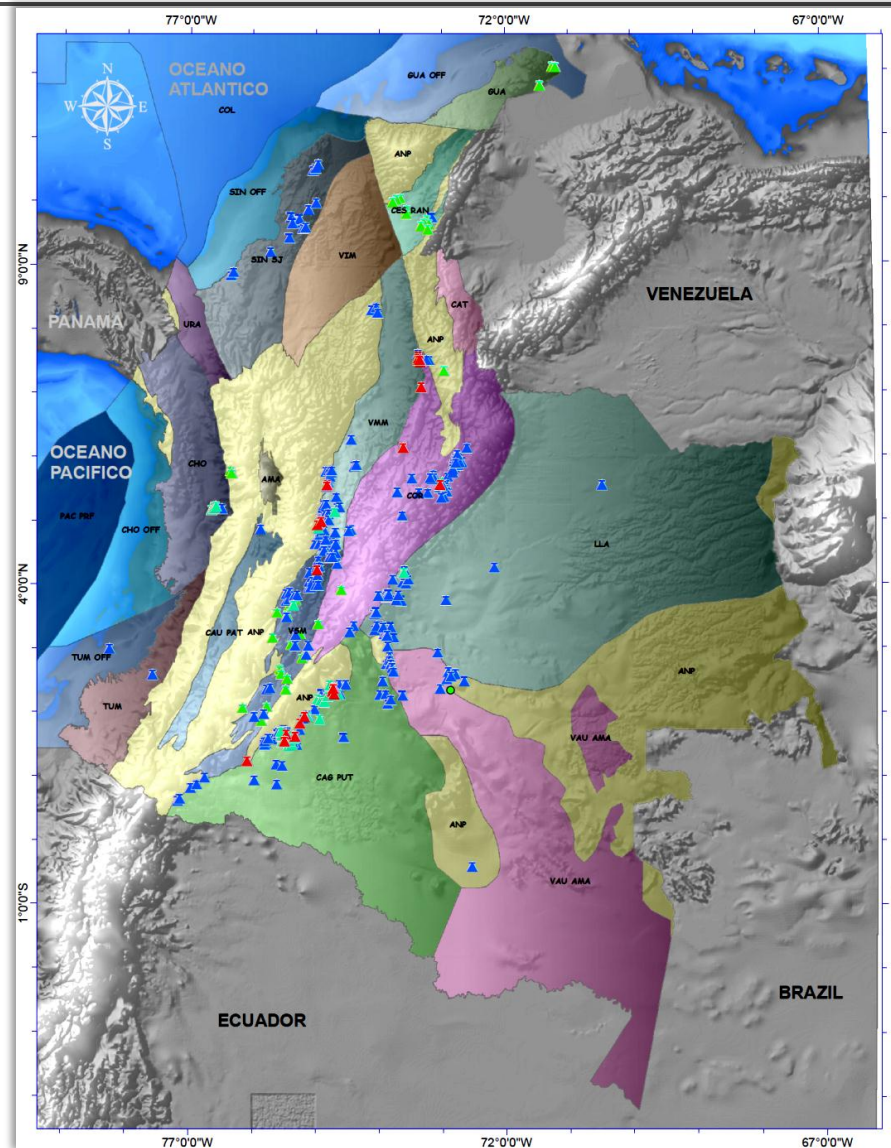 77°0'0"W 72°0'0"W 67°0'0"W
OCEANO
ATLANTICO
COL
GUA OFF
GUA
N
W E
S
ANP
SIN OFF
CES RAN
9°0'0"N
SIN SJ
VIM
CAT
VENEZUELA
PANAMA
URA
ANP
VMM
OCEANO
PACIFICO
CHO
AMA
COR
PAC PRF
CHO OFF
LLA
4°0'0"N
CAU PAT ANP
VSM
TUM OFF
ANP
TUM
ANP
VAU AMA
CAG PUT
ANP
VAU AMA
1°0'0"S
ECUADOR
BRAZIL
77°0'0"W 72°0'0"W 67°0'0"W